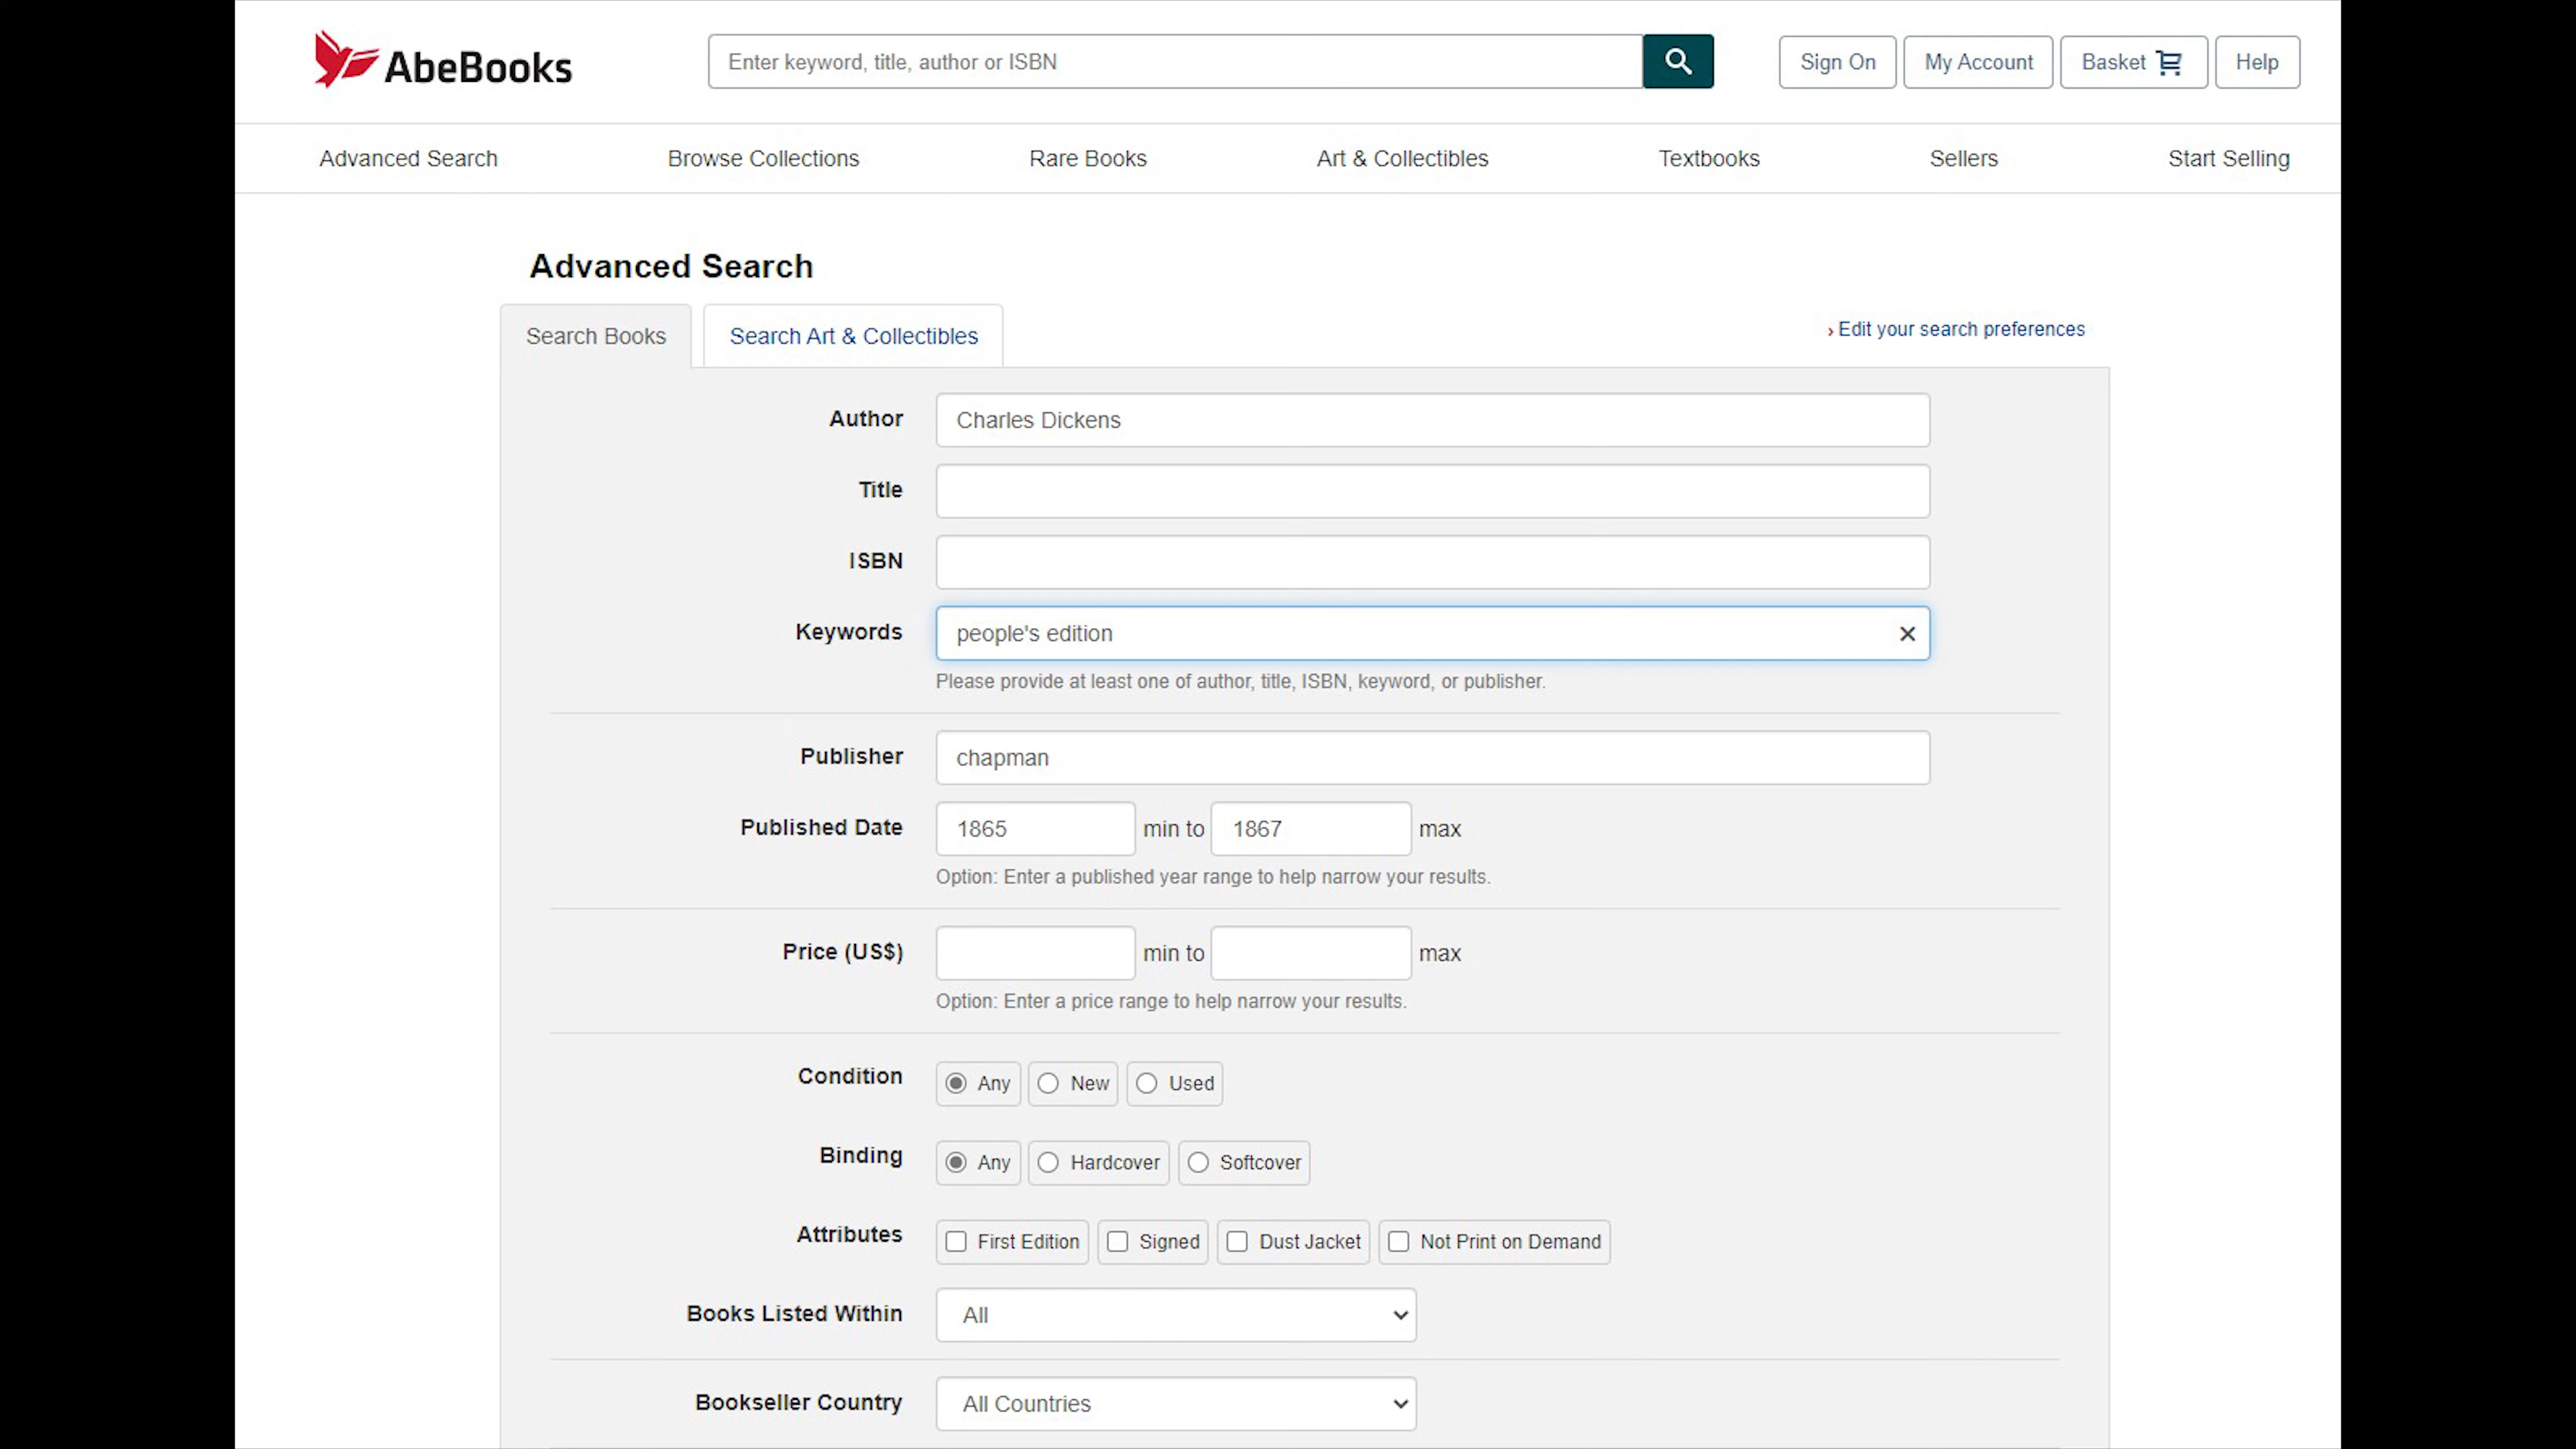 AbeBooks
Enter keyword, title, author or ISBN
Sign On
My Account
Basket
Help
Advanced Search
Browse Collections
Rare Books
Art & Collectibles
Textbooks
Sellers
Start Selling
Advanced Search
Search Books
Search Art & Collectibles
› Edit your search preferences
Author
Charles Dickens
Title
ISBN
Keywords
people's edition
Please provide at least one of author, title, ISBN, keyword, or publisher.
Publisher
chapman
Published Date
1865 min to 1867 max
Option: Enter a published year range to help narrow your results.
Price (US$)
min to max
Option: Enter a price range to help narrow your results.
Condition
Any New Used
Binding
Any Hardcover Softcover
Attributes
First Edition Signed Dust Jacket Not Print on Demand
Books Listed Within
All
Bookseller Country
All Countries